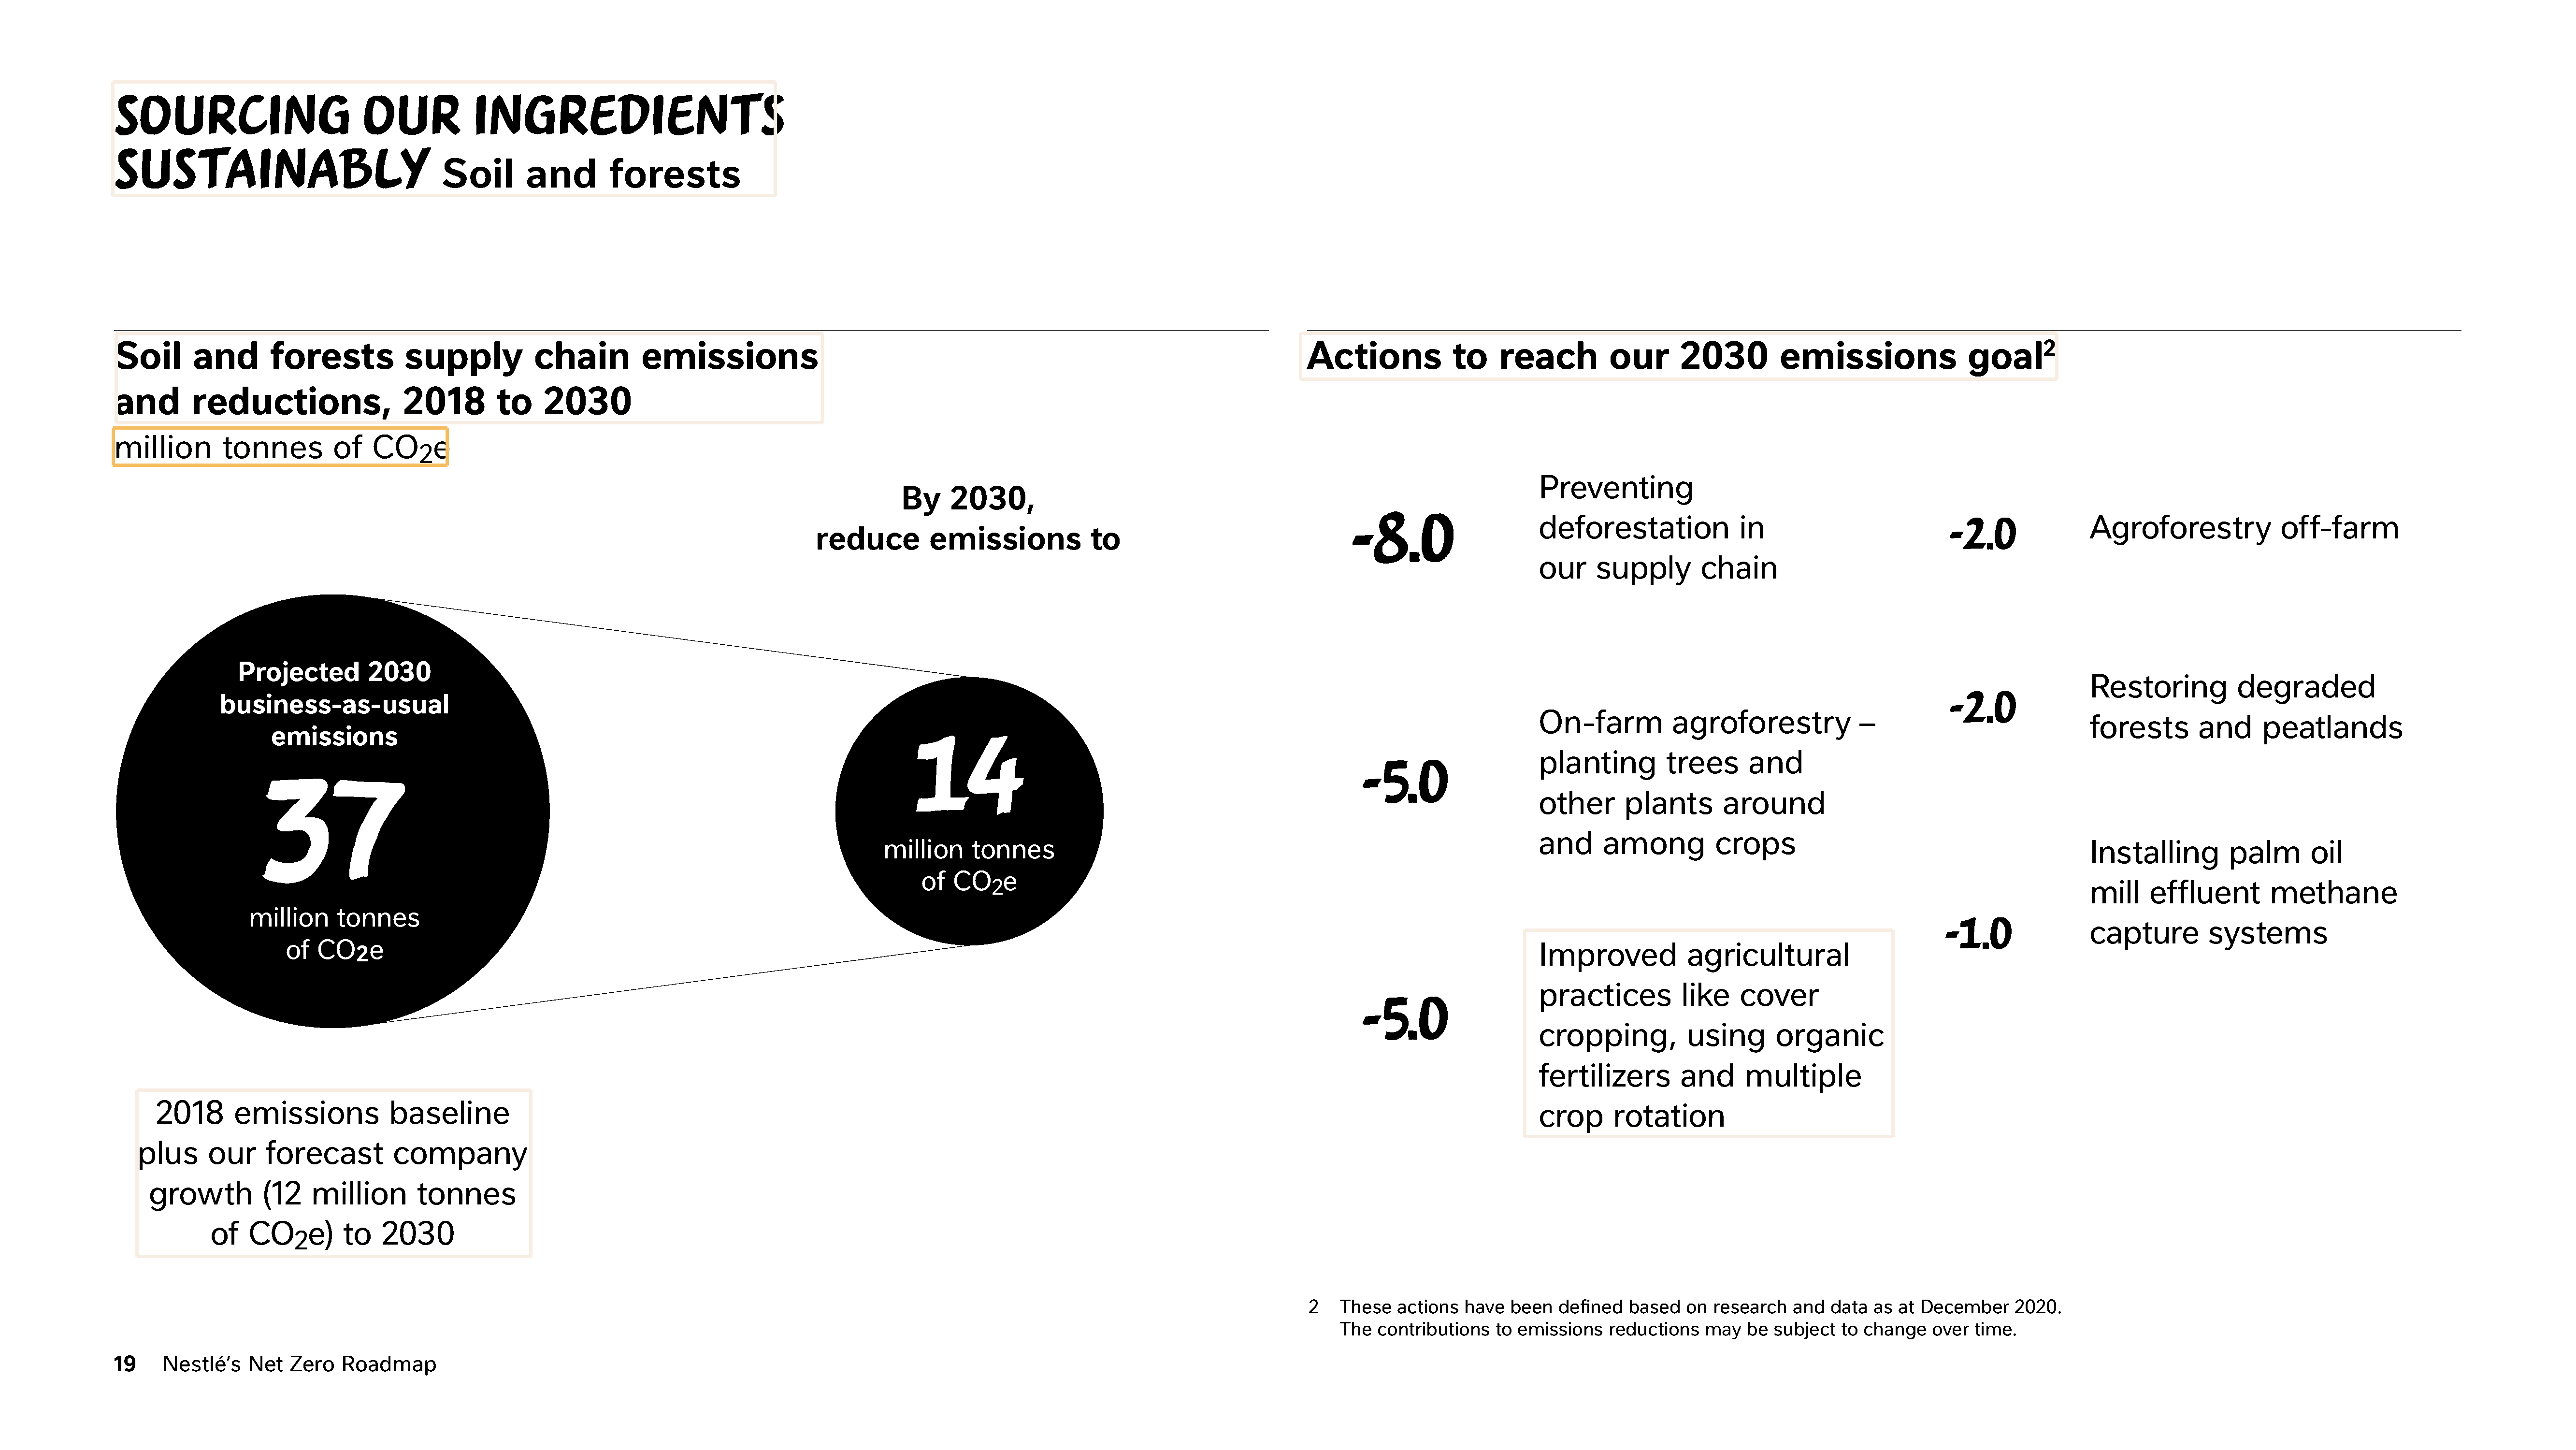 SOURCING OUR INGREDIENTS
SUSTAINABLY Soil and forests
Soil and forests supply chain emissions
and reductions, 2018 to 2030
million tonnes of CO2e
By 2030,
reduce emissions to
Projected 2030
business-as-usual
emissions
37
million tonnes
of CO2e
14
million tonnes
of CO2e
2018 emissions baseline
plus our forecast company
growth (12 million tonnes
of CO2e) to 2030
Actions to reach our 2030 emissions goal²
-8.0
Preventing
deforestation in
our supply chain
-5.0
On-farm agroforestry –
planting trees and
other plants around
and among crops
-5.0
Improved agricultural
practices like cover
cropping, using organic
fertilizers and multiple
crop rotation
-2.0
Agroforestry off-farm
-2.0
Restoring degraded
forests and peatlands
-1.0
Installing palm oil
mill effluent methane
capture systems
2 These actions have been defined based on research and data as at December 2020.
The contributions to emissions reductions may be subject to change over time.
19 Nestlé’s Net Zero Roadmap